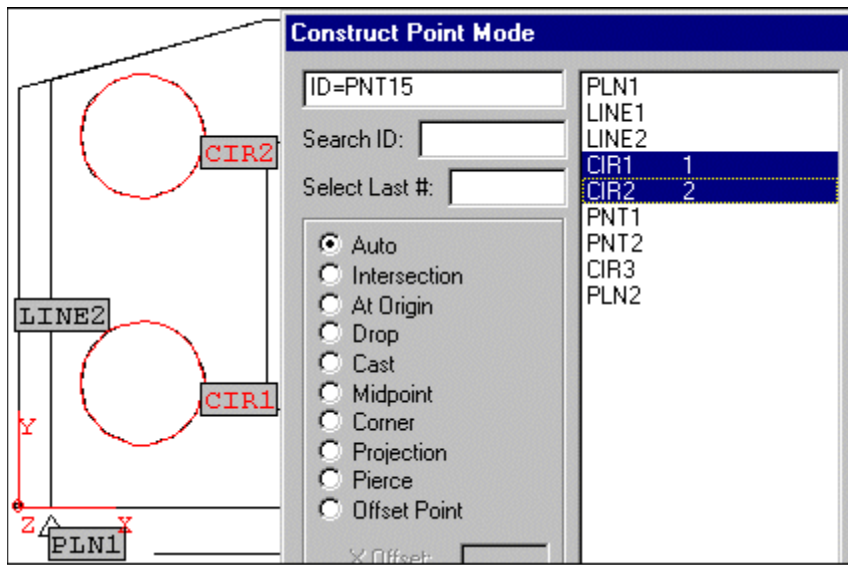 Construct Point Mode
ID=PNT15
Search ID:
Select Last #:
Auto
Intersection
At Origin
Drop
Cast
Midpoint
Corner
Projection
Pierce
Offset Point
X Offset:
PLN1
LINE1
LINE2
CIR1 1
CIR2 2
PNT1
PNT2
CIR3
PLN2
CIR2
LINE2
CIR1
Y
Z X
PLN1